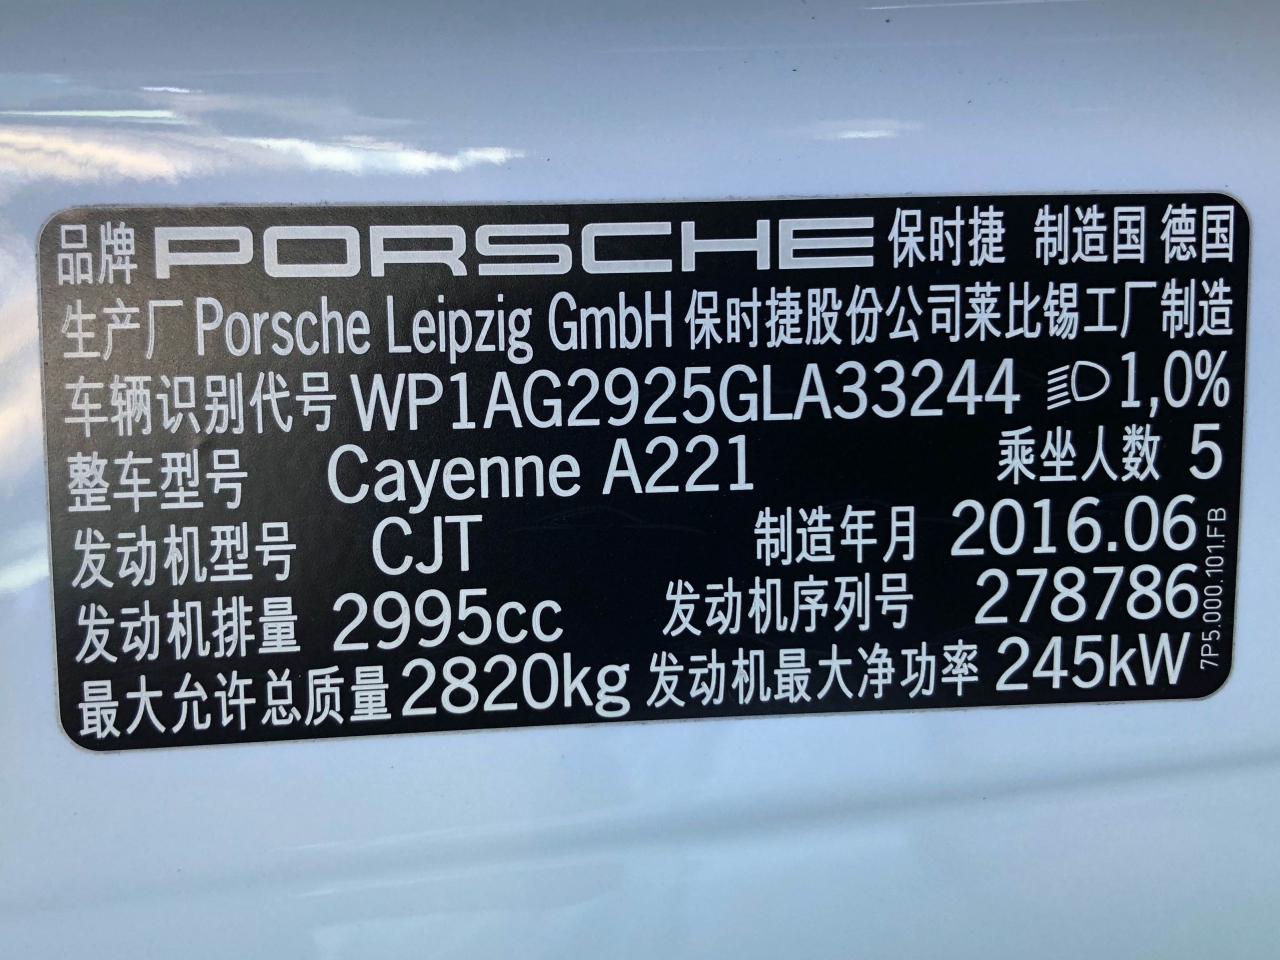 品牌 PORSCHE 保时捷 制造国 德国
生产厂 Porsche Leipzig GmbH 保时捷股份公司莱比锡工厂制造
车辆识别代号 WP1AG2925GLA33244 1,0%
整车型号 Cayenne A221 乘坐人数 5
发动机型号 CJT 制造年月 2016.06
发动机排量 2995cc 发动机序列号 278786
最大允许总质量 2820kg 发动机最大净功率 245kW
7P5.000.101.FB